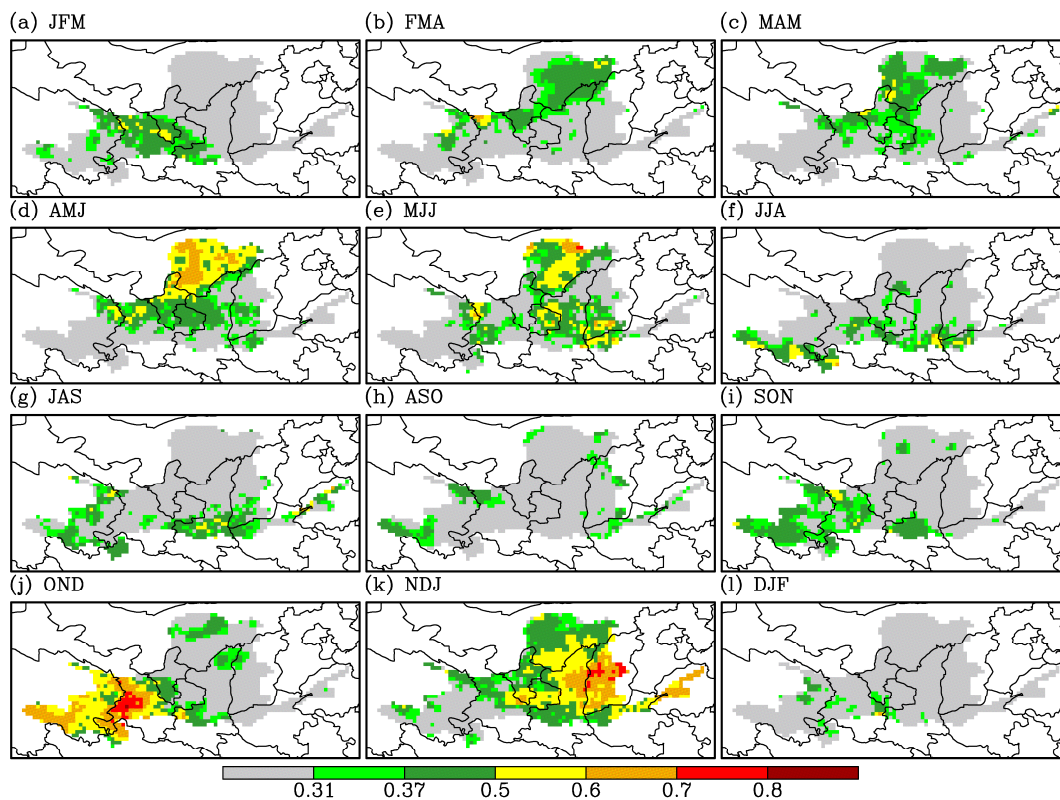 (a) JFM
(b) FMA
(c) MAM
(d) AMJ
(e) MJJ
(f) JJA
(g) JAS
(h) ASO
(i) SON
(j) OND
(k) NDJ
(l) DJF
0.31 0.37 0.5 0.6 0.7 0.8